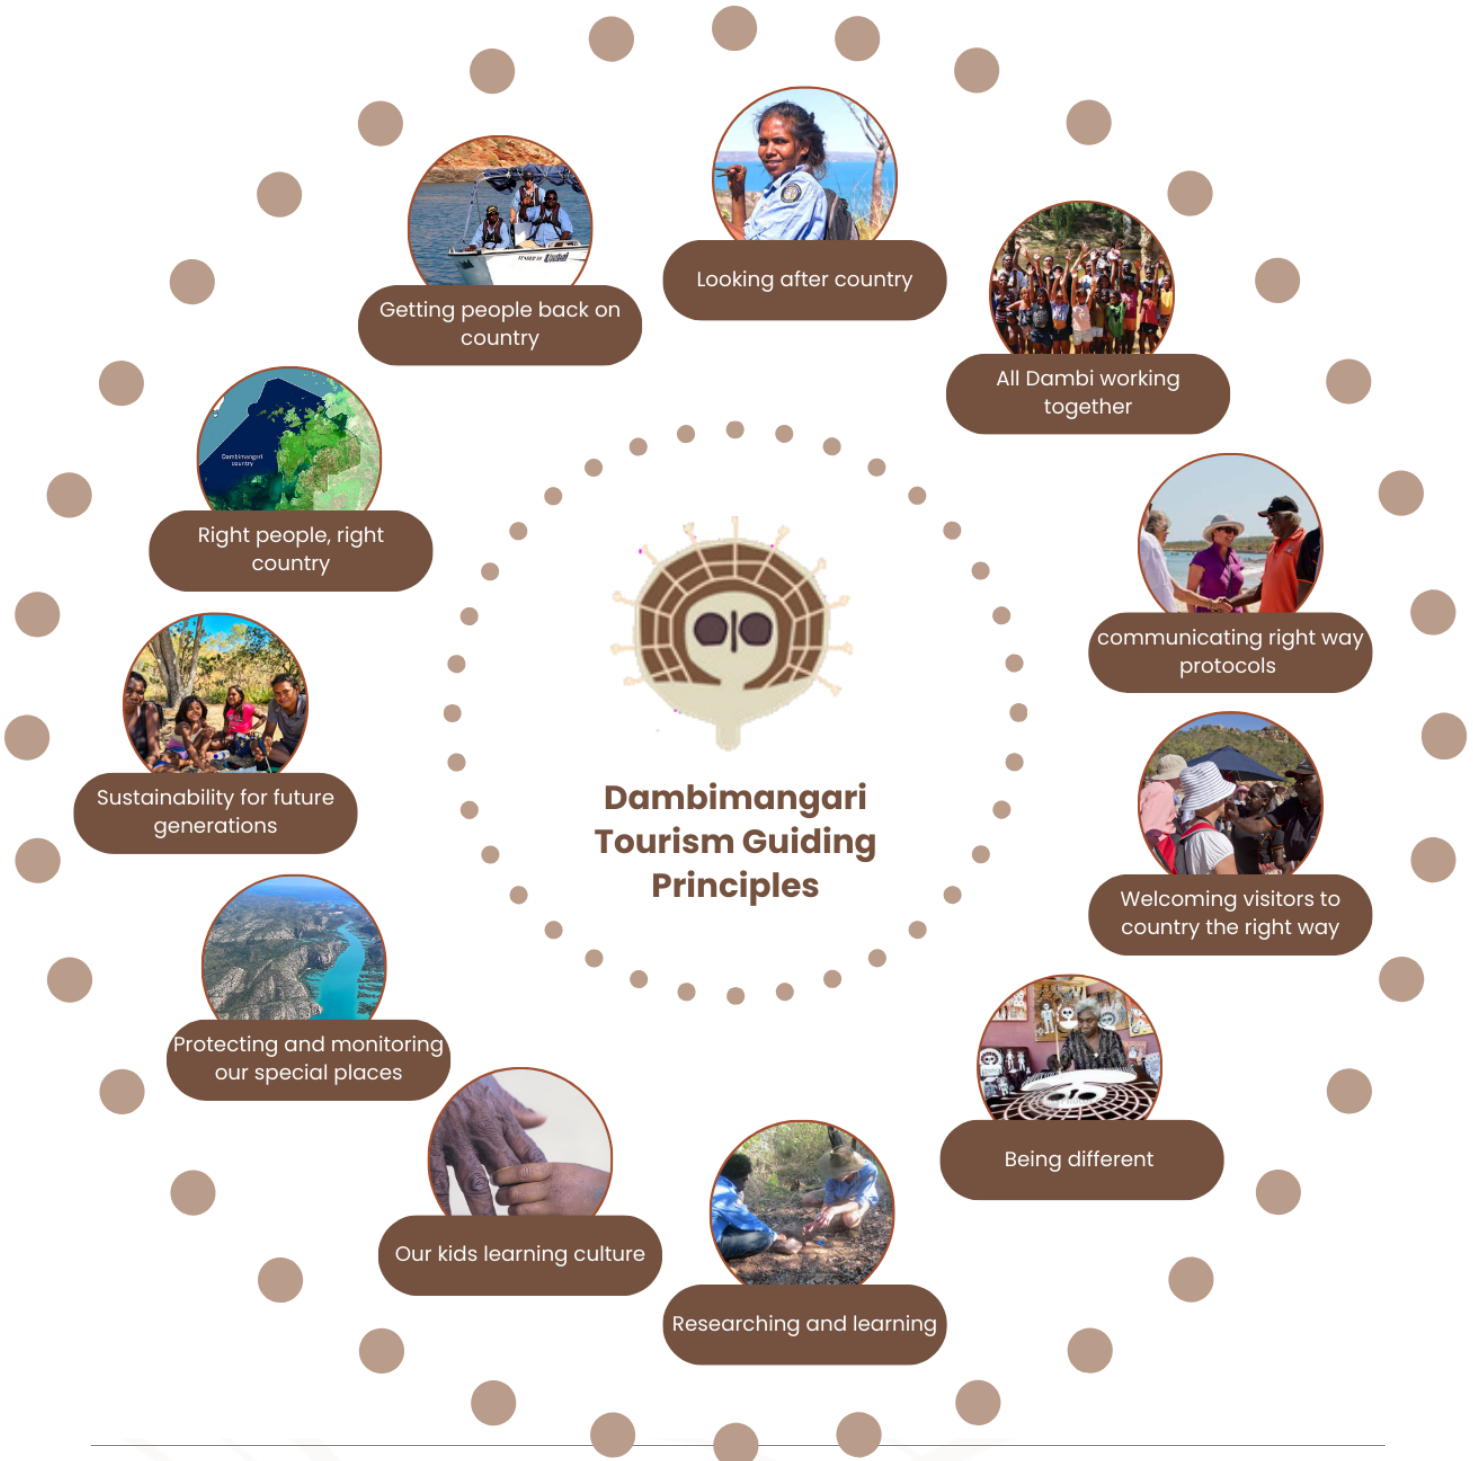 Looking after country
All Dambi working
together
communicating right way
protocols
Welcoming visitors to
country the right way
Being different
Researching and learning
Our kids learning culture
Protecting and monitoring
our special places
Sustainability for future
generations
Right people, right
country
Dambimangari
country
Getting people back on
country
Dambimangari
Tourism Guiding
Principles